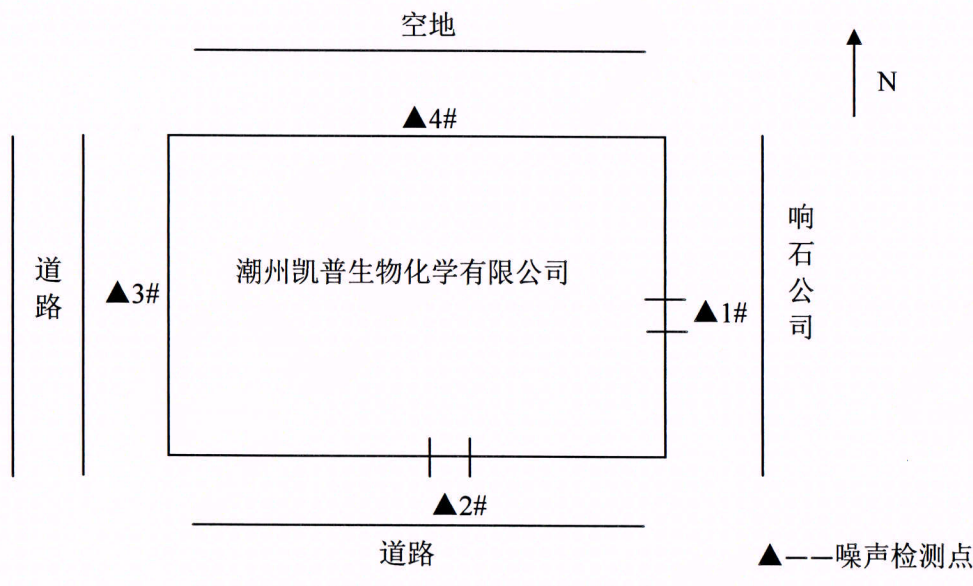 空地
N
▲4#
道路
▲3#
潮州凯普生物化学有限公司
▲1#
响石公司
▲2#
道路
▲——噪声检测点